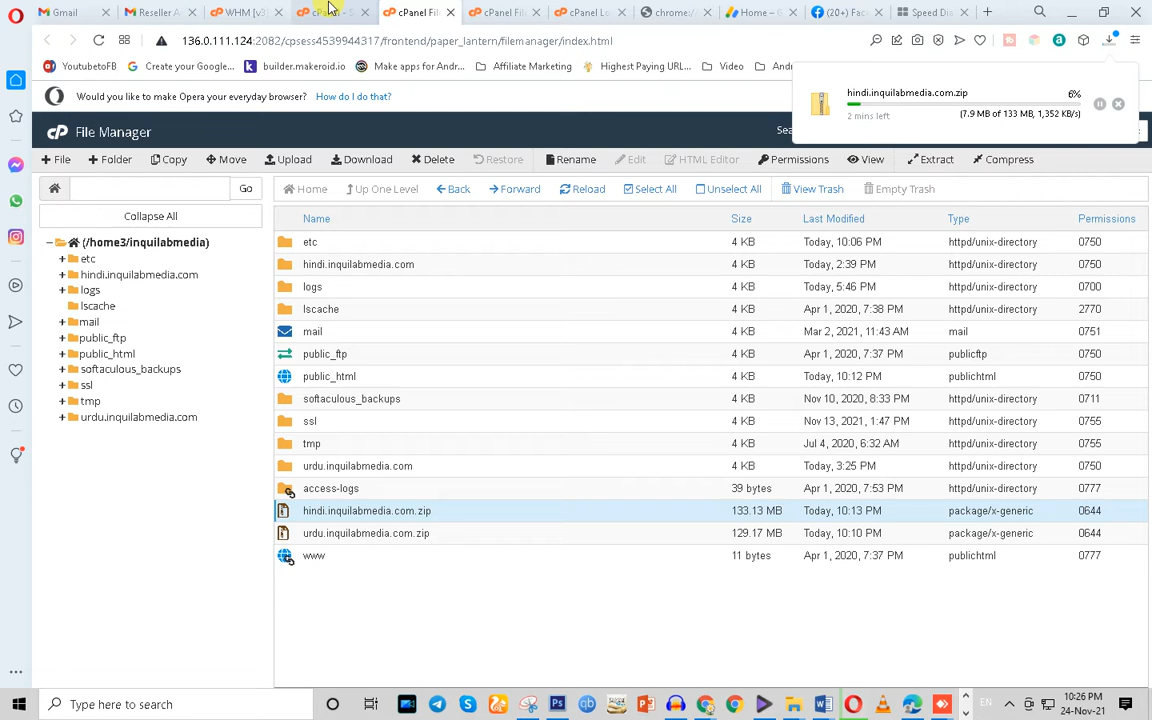 Gmail
Reseller A
WHM [v3
cPanel - S
cPanel File
cPanel File
cPanel Lo
chrome:/
Home – G
(20+) Fac
Speed Dia
136.0.111.124:2082/cpsess4539944317/frontend/paper_lantern/filemanager/index.html
YoutubetoFB
Create your Google...
builder.makeroid.io
Make apps for Andr...
Affiliate Marketing
Highest Paying URL...
Video
Would you like to make Opera your everyday browser?
How do I do that?
hindi.inquilabmedia.com.zip
6%
2 mins left
(7.9 MB of 133 MB, 1,352 KB/s)
cP File Manager
+ File
+ Folder
Copy
Move
Upload
Download
Delete
Restore
Rename
Edit
HTML Editor
Permissions
View
Extract
Compress
Go
Home
Up One Level
Back
Forward
Reload
Select All
Unselect All
View Trash
Empty Trash
Collapse All
Name
Size
Last Modified
Type
Permissions
(/home3/inquilabmedia)
etc
hindi.inquilabmedia.com
logs
lscache
mail
public_ftp
public_html
softaculous_backups
ssl
tmp
urdu.inquilabmedia.com
etc 4 KB Today, 10:06 PM httpd/unix-directory 0750
hindi.inquilabmedia.com 4 KB Today, 2:39 PM httpd/unix-directory 0750
logs 4 KB Today, 5:46 PM httpd/unix-directory 0700
lscache 4 KB Apr 1, 2020, 7:38 PM httpd/unix-directory 2770
mail 4 KB Mar 2, 2021, 11:43 AM mail 0751
public_ftp 4 KB Apr 1, 2020, 7:37 PM publicftp 0750
public_html 4 KB Today, 10:12 PM publichtml 0750
softaculous_backups 4 KB Nov 10, 2020, 8:33 PM httpd/unix-directory 0711
ssl 4 KB Nov 13, 2021, 1:47 PM httpd/unix-directory 0755
tmp 4 KB Jul 4, 2020, 6:32 AM httpd/unix-directory 0755
urdu.inquilabmedia.com 4 KB Today, 3:25 PM httpd/unix-directory 0750
access-logs 39 bytes Apr 1, 2020, 7:53 PM httpd/unix-directory 0777
hindi.inquilabmedia.com.zip 133.13 MB Today, 10:13 PM package/x-generic 0644
urdu.inquilabmedia.com.zip 129.17 MB Today, 10:10 PM package/x-generic 0644
www 11 bytes Apr 1, 2020, 7:37 PM publichtml 0777
Type here to search
EN
10:26 PM
24-Nov-21